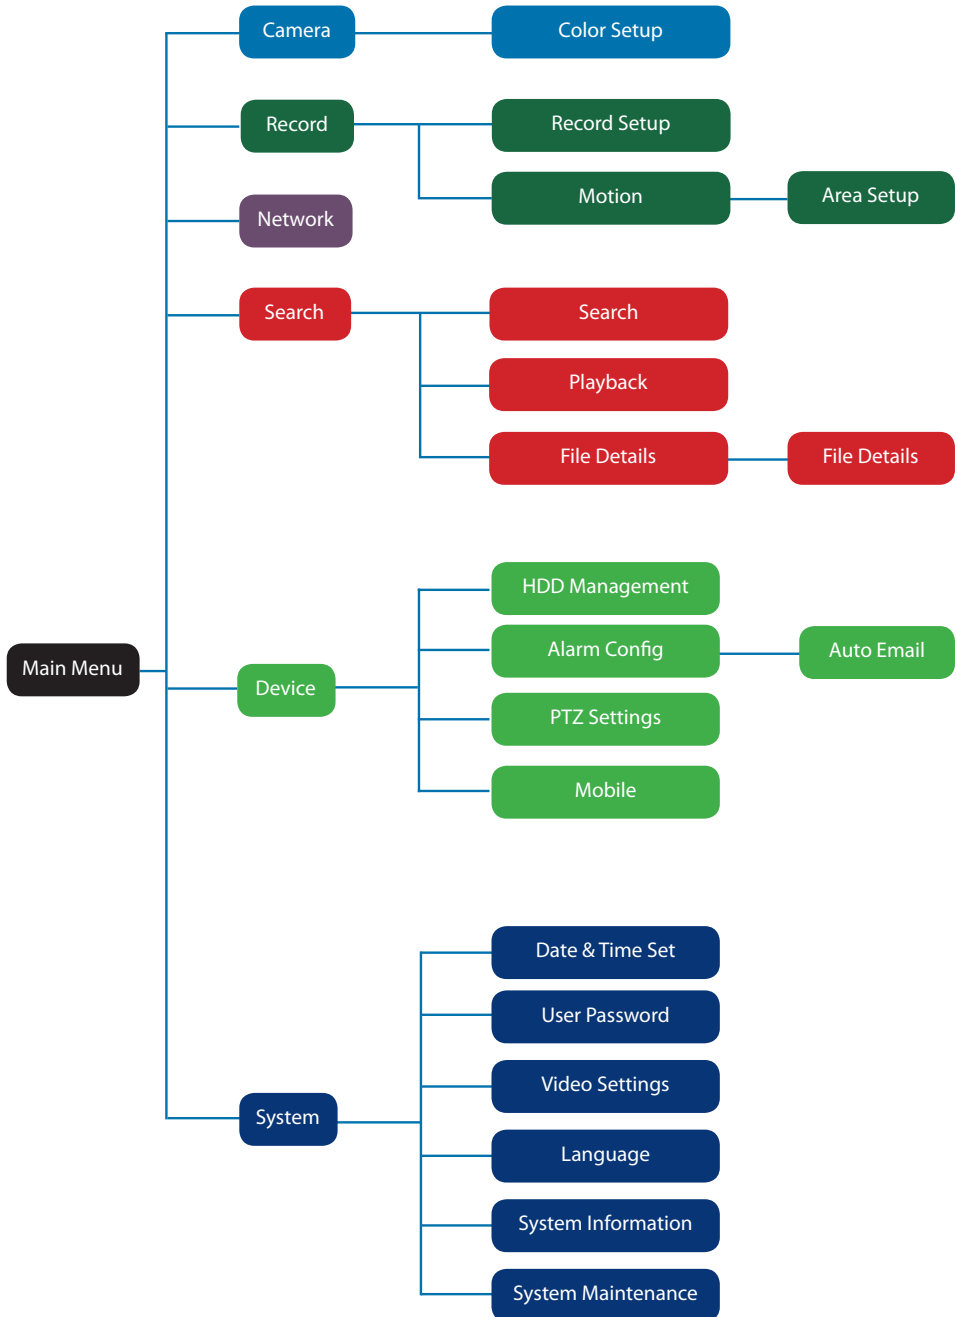 Camera
Color Setup
Record
Record Setup
Motion
Area Setup
Network
Search
Search
Playback
File Details
File Details
Main Menu
Device
HDD Management
Alarm Config
Auto Email
PTZ Settings
Mobile
System
Date & Time Set
User Password
Video Settings
Language
System Information
System Maintenance